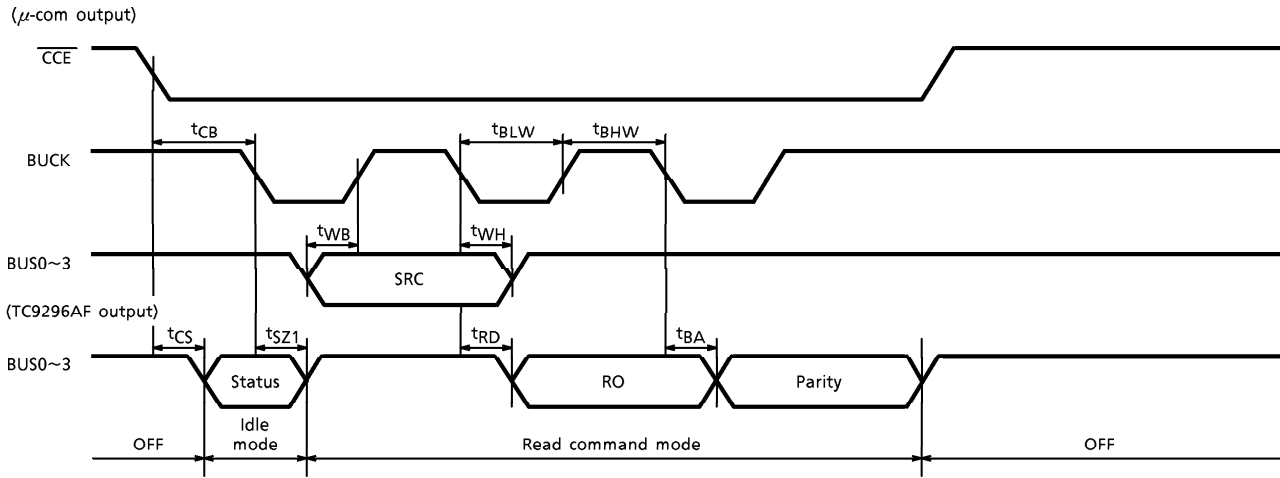 (μ-com output)
CCE
tCB
tBLW
tBHW
BUCK
tWB
tWH
BUS0~3
SRC
(TC9296AF output)
tCS
tSZ1
tRD
tBA
BUS0~3
Status
RO
Parity
OFF
Idle
mode
Read command mode
OFF